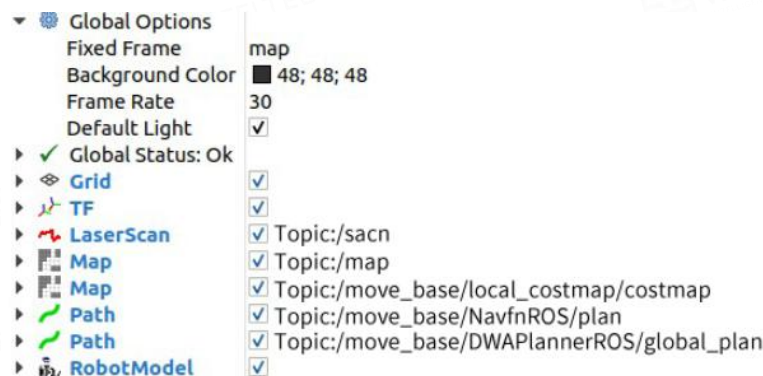 Global Options
Fixed Frame map
Background Color 48; 48; 48
Frame Rate 30
Default Light
Global Status: Ok
Grid
TF
LaserScan Topic:/sacn
Map Topic:/map
Map Topic:/move_base/local_costmap/costmap
Path Topic:/move_base/NavfnROS/plan
Path Topic:/move_base/DWAPlannerROS/global_plan
RobotModel